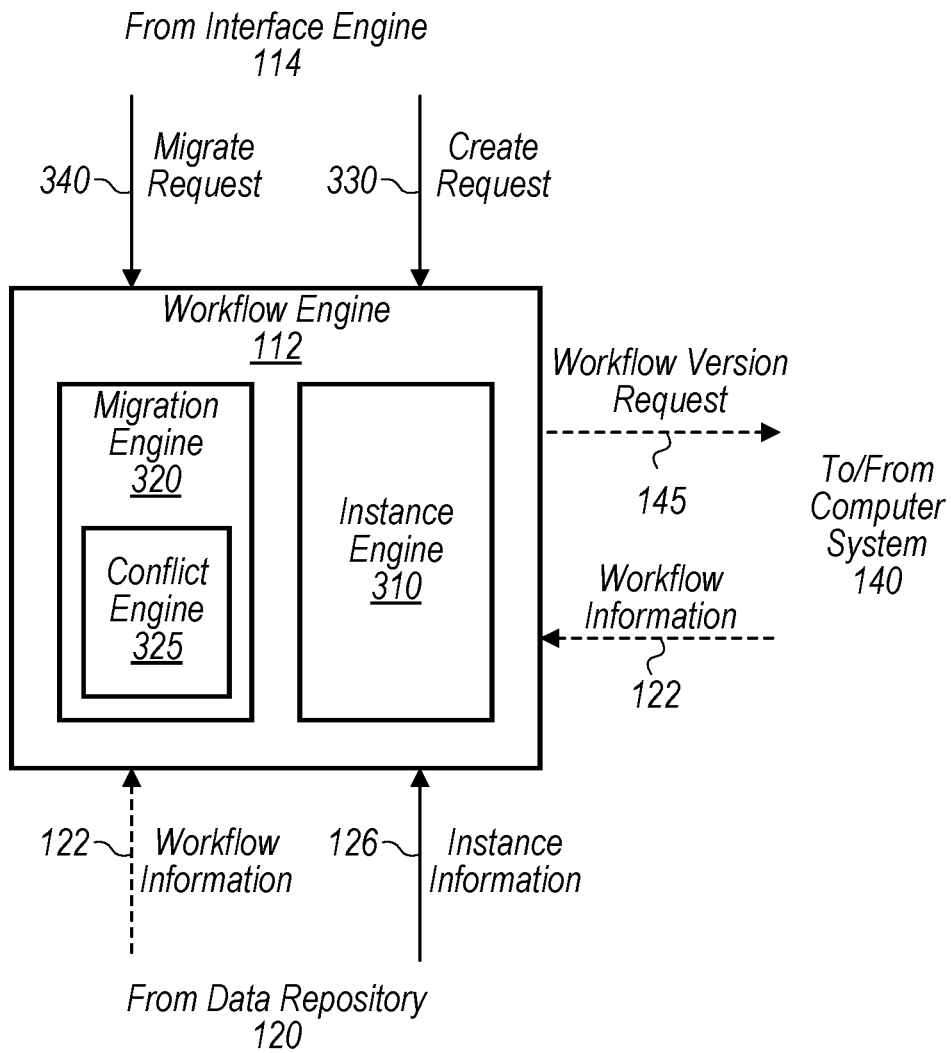 From Interface Engine
114
340
Migrate
Request
330
Create
Request
Workflow Engine
112
Migration
Engine
320
Conflict
Engine
325
Instance
Engine
310
Workflow Version
Request
145
To/From
Computer
System
140
Workflow
Information
122
122
Workflow
Information
126
Instance
Information
From Data Repository
120